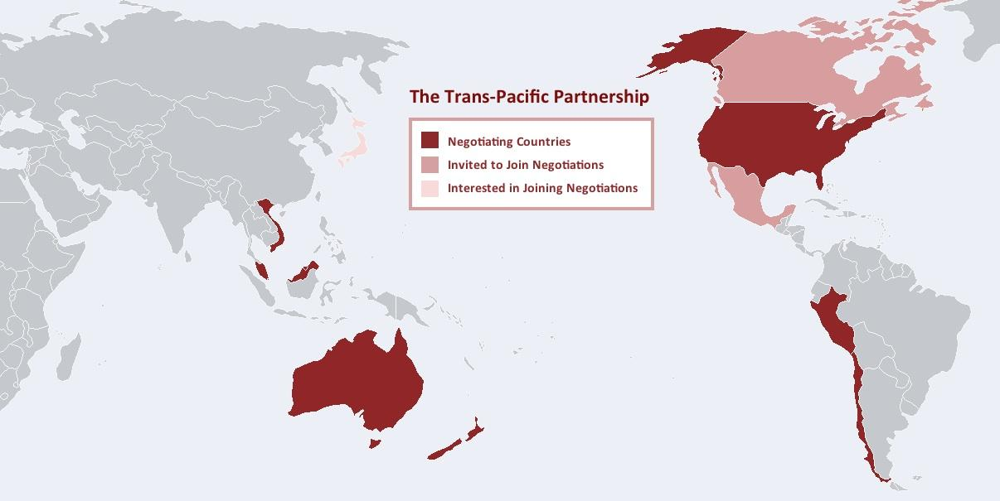 The Trans-Pacific Partnership
Negotiating Countries
Invited to Join Negotiations
Interested in Joining Negotiations